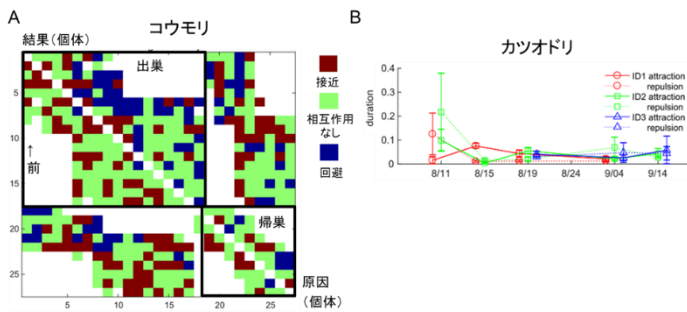 A
コウモリ
結果(個体)
出巣
5
10
15
20
25
↑
前
帰巣
5
10
15
20
25
原因
(個体)
接近
相互作用
なし
回避
B
カツオドリ
duration
0.4
0.3
0.2
0.1
0
8/11
8/15
8/19
8/24
9/04
9/14
ID1 attraction
repulsion
ID2 attraction
repulsion
ID3 attraction
repulsion